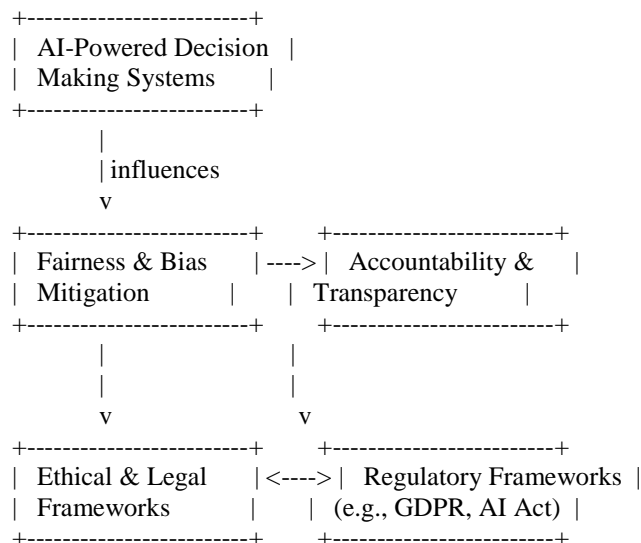 +-------------------------+
| AI-Powered Decision |
| Making Systems |
+-------------------------+
|
| influences
v
+-------------------------+ +-------------------------+
| Fairness & Bias |----> | Accountability & |
| Mitigation | | Transparency |
+-------------------------+ +-------------------------+
| |
| |
v v
+-------------------------+ +-------------------------+
| Ethical & Legal |<----> | Regulatory Frameworks |
| Frameworks | | (e.g., GDPR, AI Act) |
+-------------------------+ +-------------------------+